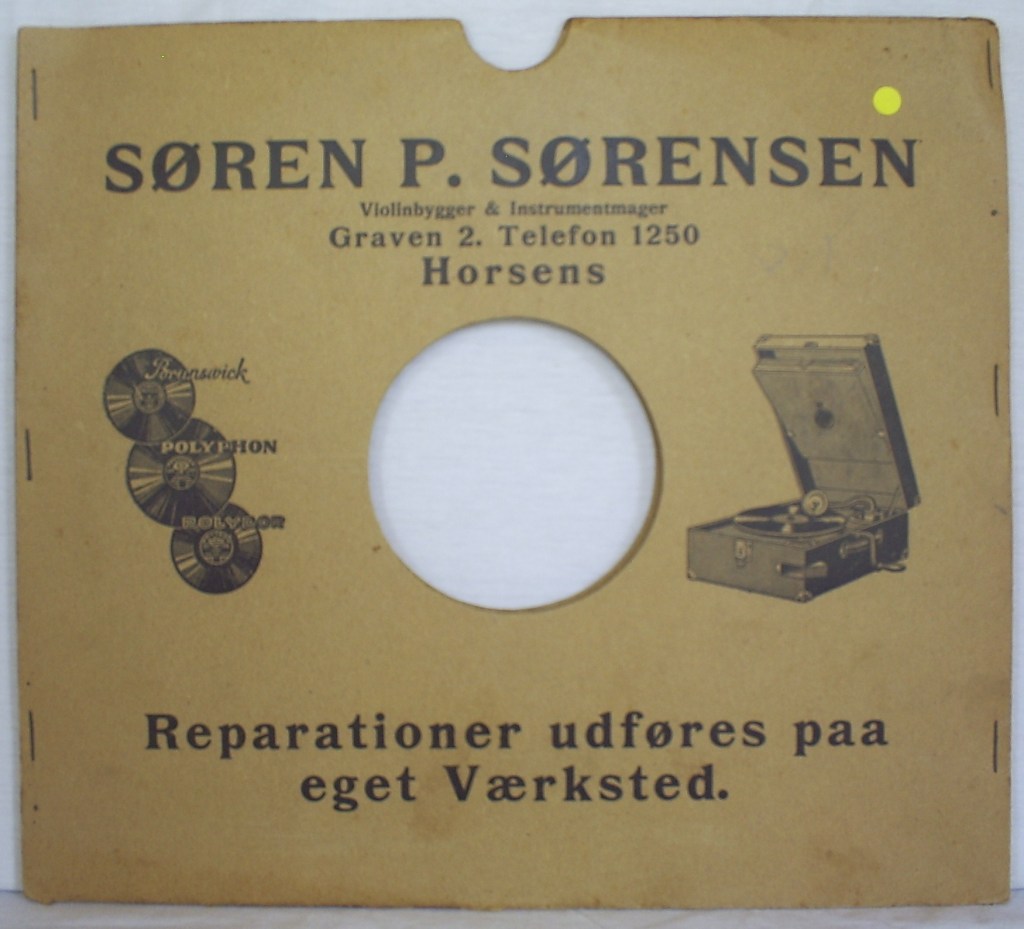 SØREN P. SØRENSEN
Violinbygger & Instrumentmager
Graven 2. Telefon 1250
Horsens
Brunswick
POLYPHON
POLYDOR
Reparationer udføres paa
eget Værksted.